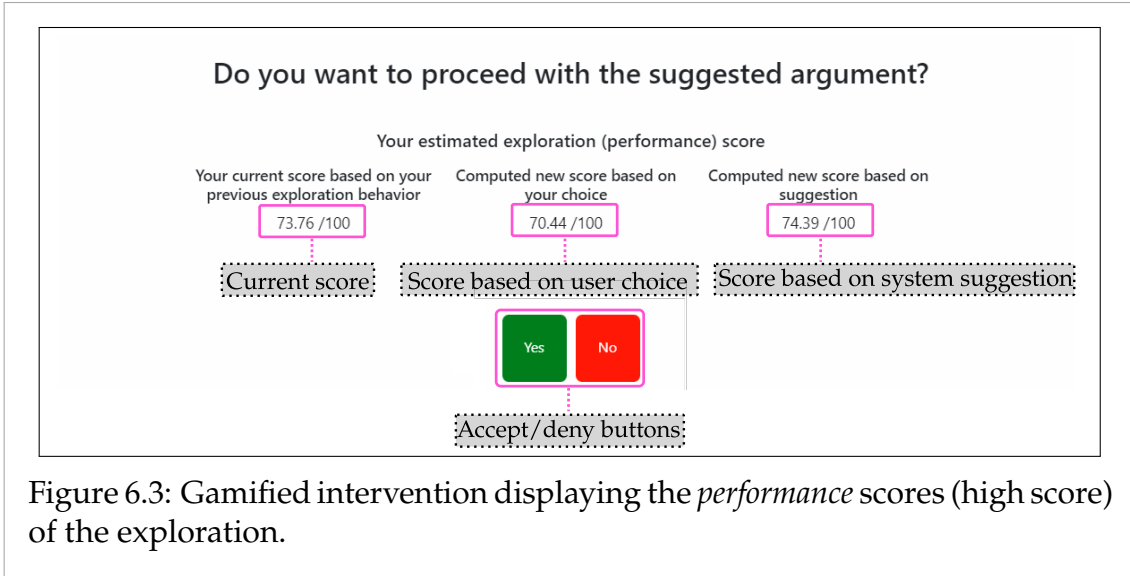 Do you want to proceed with the suggested argument?
Your estimated exploration (performance) score
Your current score based on your previous exploration behavior
Computed new score based on your choice
Computed new score based on suggestion
73.76 /100
70.44 /100
74.39 /100
Current score
Score based on user choice
Score based on system suggestion
Yes
No
Accept/deny buttons
Figure 6.3: Gamified intervention displaying the performance scores (high score)
of the exploration.